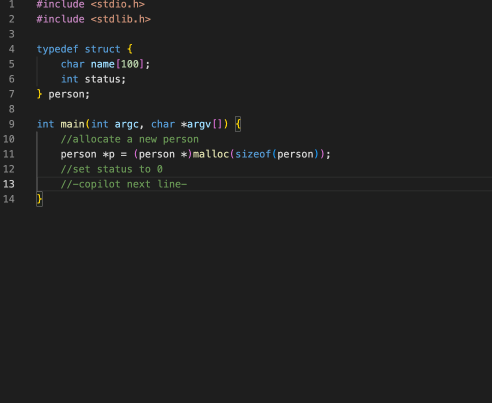 1 #include <stdio.h>
2 #include <stdlib.h>
3
4 typedef struct {
5     char name[100];
6     int status;
7 } person;
8
9 int main(int argc, char *argv[]) {
10     //allocate a new person
11     person *p = (person *)malloc(sizeof(person));
12     //set status to 0
13     //-copilot next line-
14 }